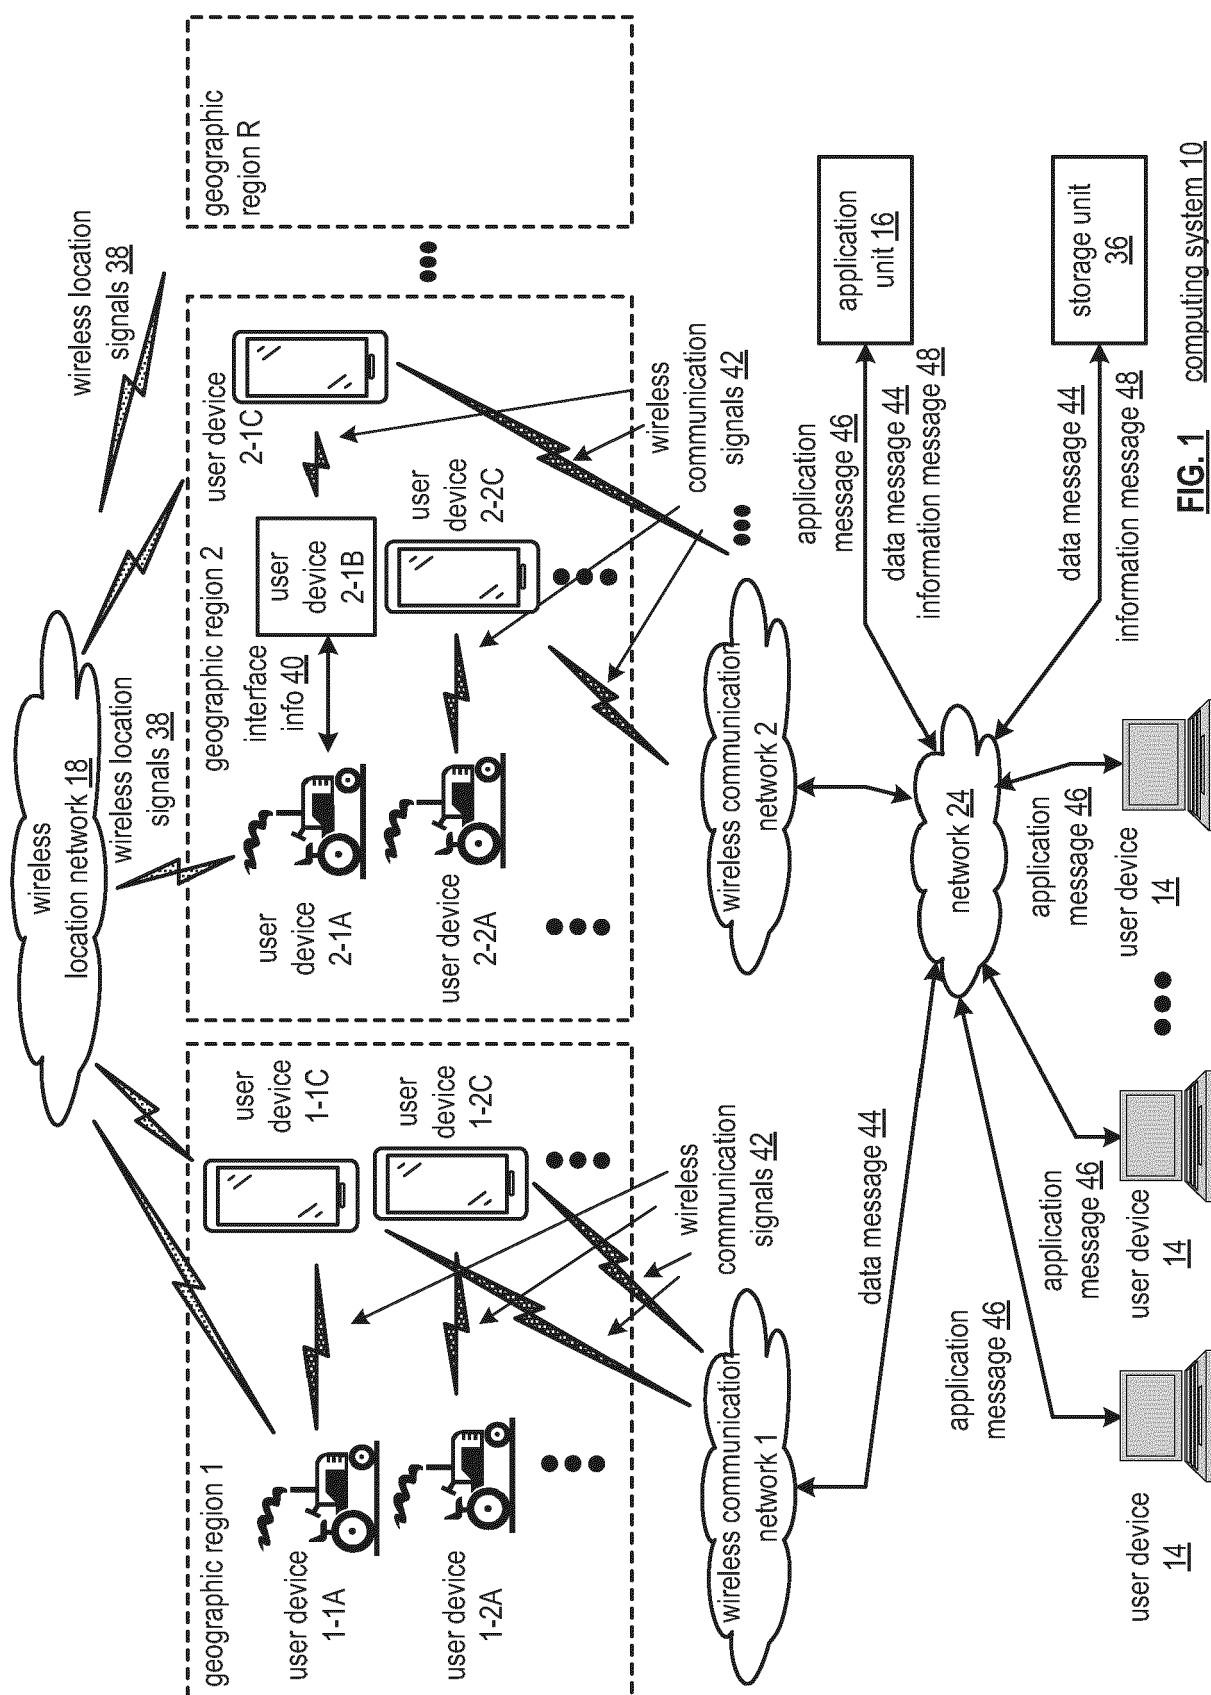 wireless
location network 18
wireless location
signals 38
wireless location
signals 38
geographic region 1
user device
1-1A
user
device
1-1C
user device
1-2A
user
device
1-2C
wireless
communication
signals 42
geographic region 2
user
device
2-1A
interface
info 40
user
device
2-1B
user device
2-1C
user device
2-2A
user
device
2-2C
wireless
communication
signals 42
geographic
region R
wireless communication
network 1
wireless communication
network 2
data message 44
network 24
application
message 46
data message 44
information message 48
application
unit 16
data message 44
information message 48
storage unit
36
application
message 46
user device
14
application
message 46
user device
14
application
message 46
user device
14
FIG. 1
computing system 10